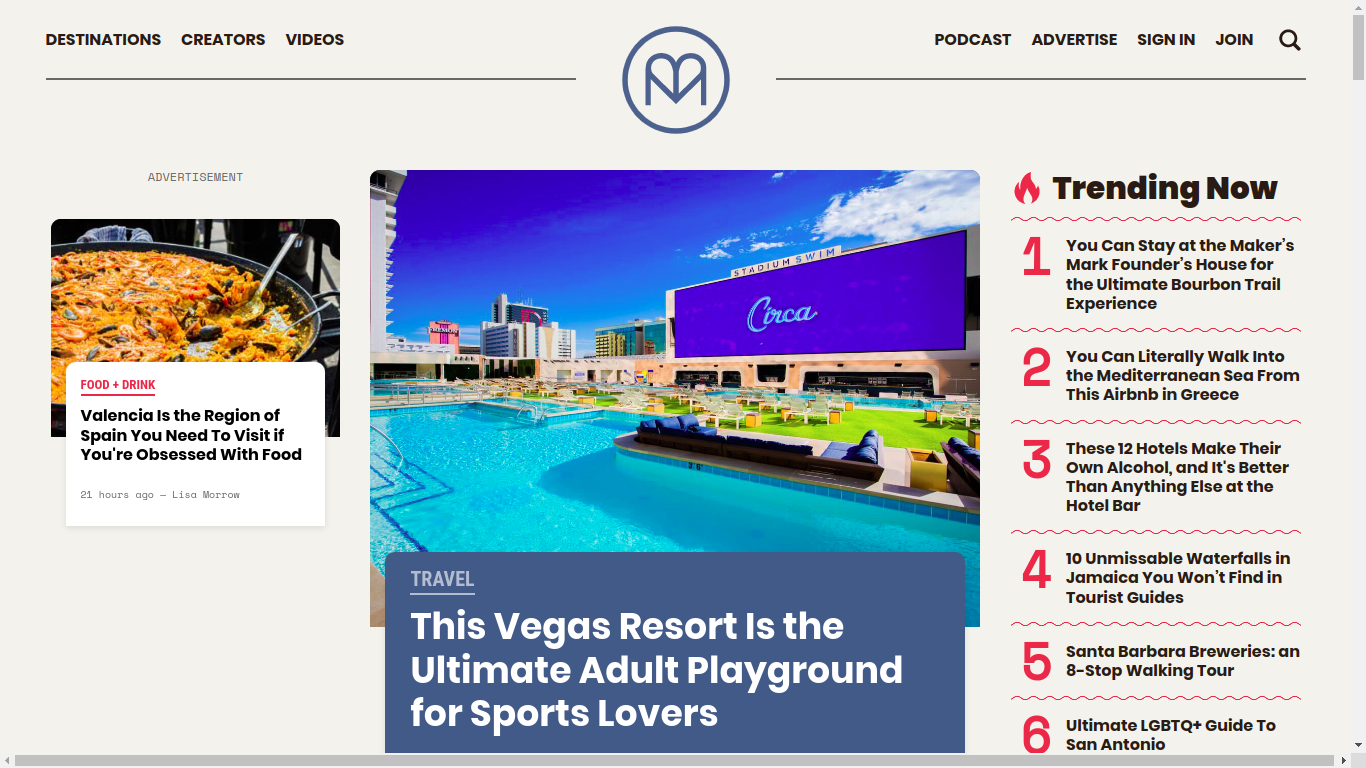 DESTINATIONS CREATORS VIDEOS
PODCAST ADVERTISE SIGN IN JOIN
ADVERTISEMENT
FOOD + DRINK
Valencia Is the Region of
Spain You Need To Visit if
You're Obsessed With Food
21 hours ago — Lisa Morrow
STADIUM SWIM
Circa
TRAVEL
This Vegas Resort Is the
Ultimate Adult Playground
for Sports Lovers
Trending Now
1 You Can Stay at the Maker’s
Mark Founder’s House for
the Ultimate Bourbon Trail
Experience
2 You Can Literally Walk Into
the Mediterranean Sea From
This Airbnb in Greece
3 These 12 Hotels Make Their
Own Alcohol, and It's Better
Than Anything Else at the
Hotel Bar
4 10 Unmissable Waterfalls in
Jamaica You Won’t Find in
Tourist Guides
5 Santa Barbara Breweries: an
8-Stop Walking Tour
6 Ultimate LGBTQ+ Guide To
San Antonio